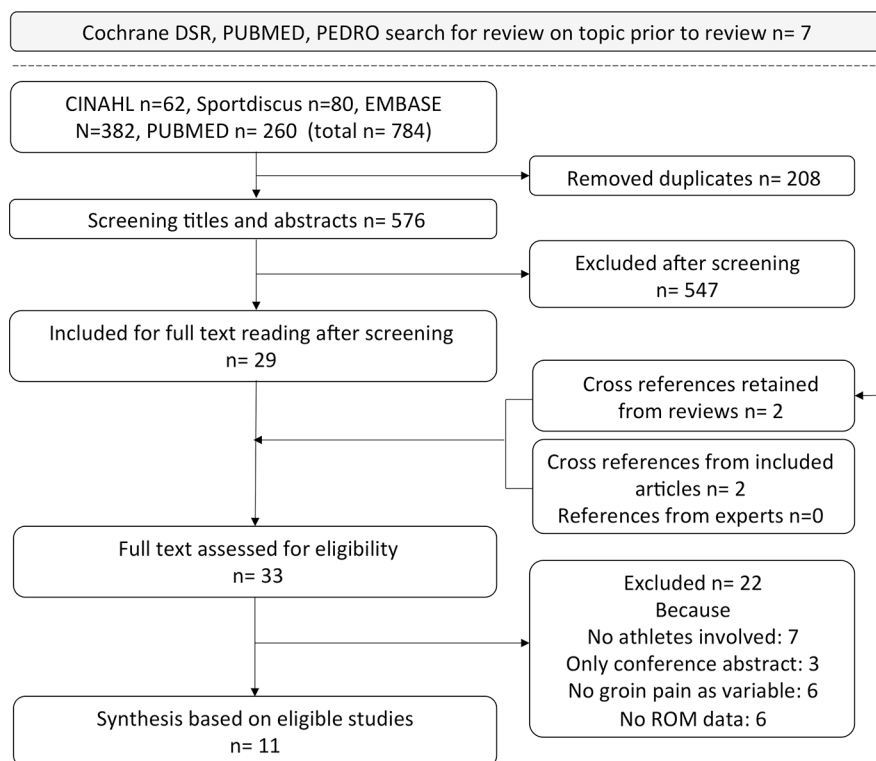 Cochrane DSR, PUBMED, PEDRO search for review on topic prior to review n= 7
CINAHL n=62, Sportdiscus n=80, EMBASE
N=382, PUBMED n= 260 (total n= 784)
Removed duplicates n= 208
Screening titles and abstracts n= 576
Excluded after screening
n= 547
Included for full text reading after screening
n= 29
Cross references retained
from reviews n= 2
Cross references from included
articles n= 2
References from experts n=0
Full text assessed for eligibility
n= 33
Excluded n= 22
Because
No athletes involved: 7
Only conference abstract: 3
No groin pain as variable: 6
No ROM data: 6
Synthesis based on eligible studies
n= 11